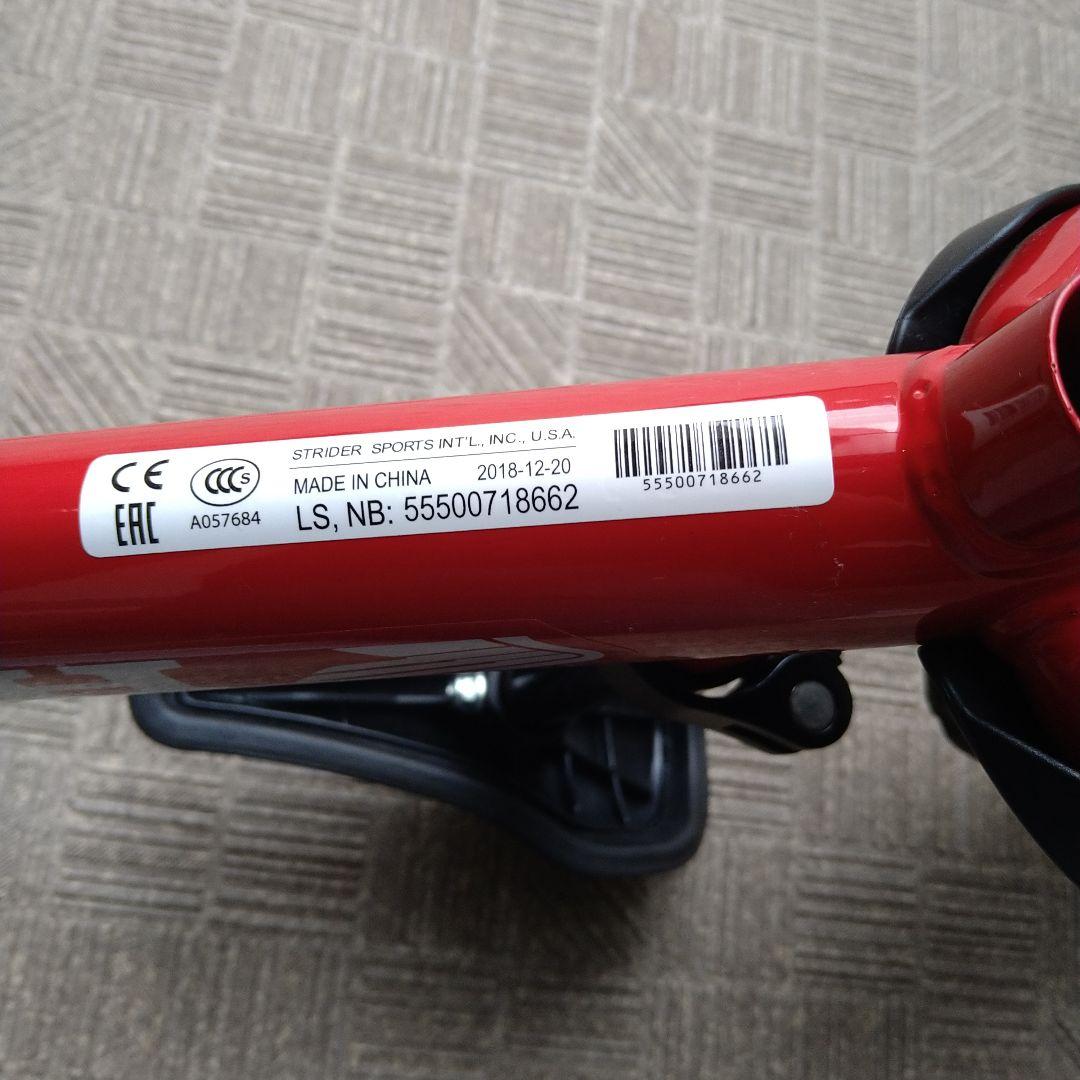 CE
EAC
CCC S
A057684
STRIDER SPORTS INT'L., INC., U.S.A.
MADE IN CHINA 2018-12-20
LS, NB: 55500718662
55500718662